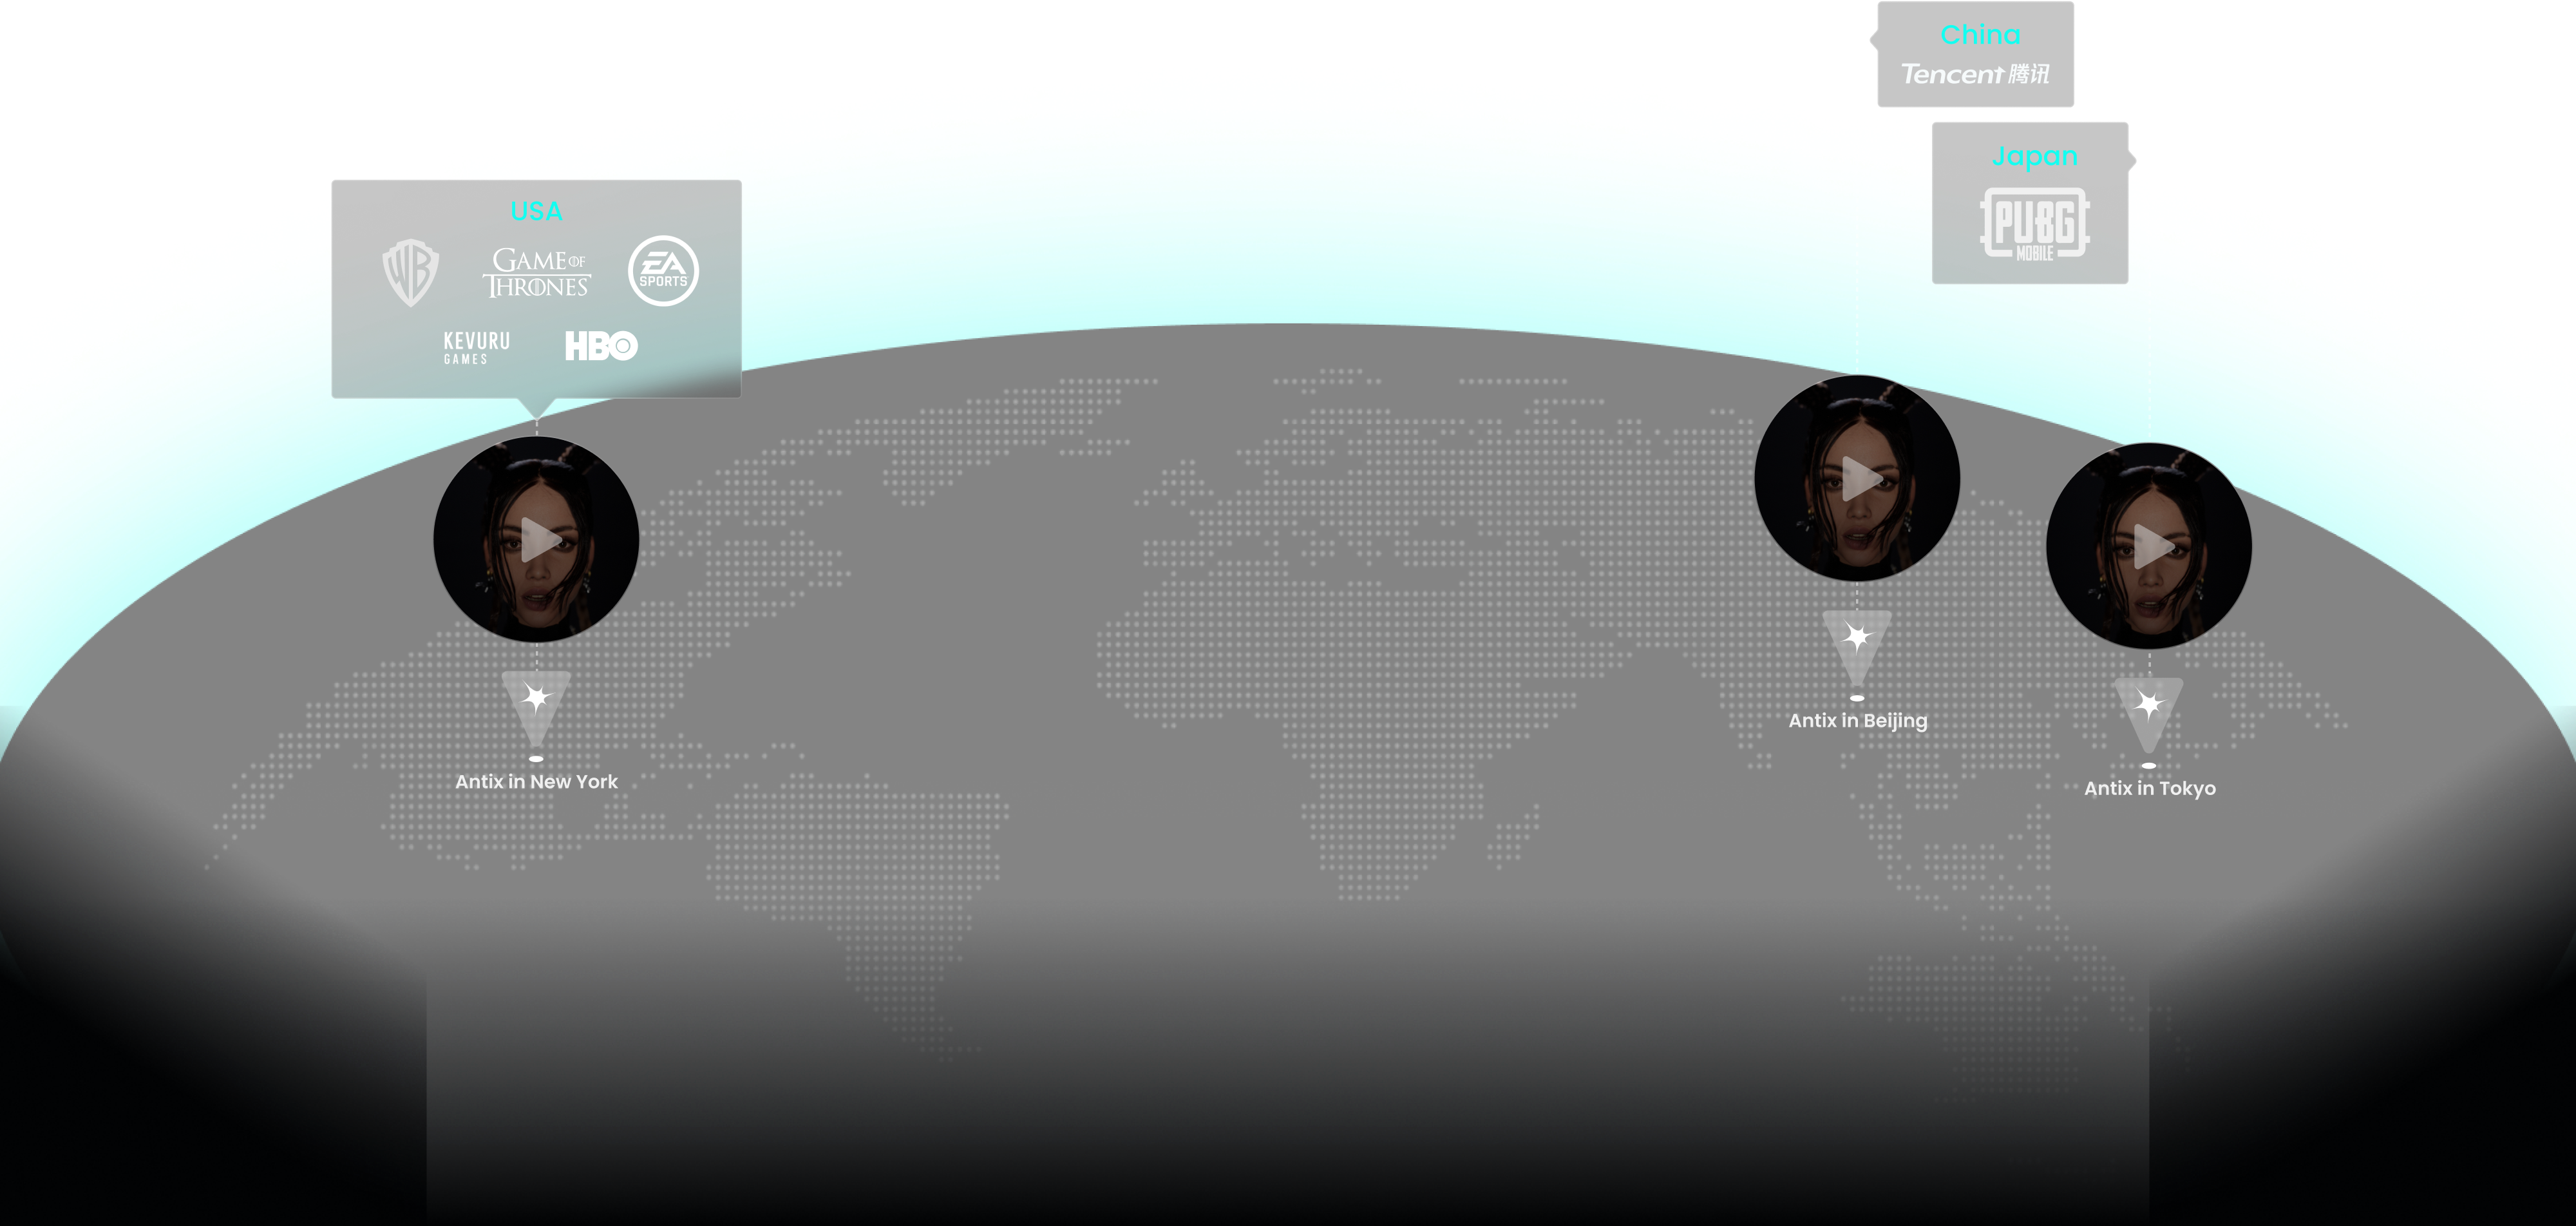 China
Tencent 腾讯
Japan
PUBG
MOBILE
USA
WB
GAME OF
THRONES
EA
SPORTS
KEVURU
GAMES
HBO
Antix in Beijing
Antix in New York
Antix in Tokyo